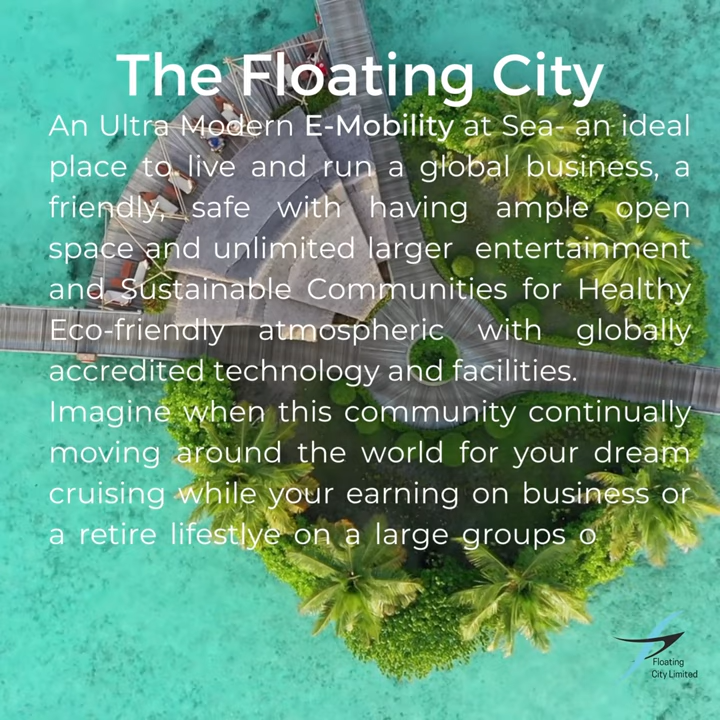 The Floating City
An Ultra Modern E-Mobility at Sea- an ideal
place to live and run a global business, a
friendly, safe with having ample open
space and unlimited larger entertainment
and Sustainable Communities for Healthy
Eco-friendly atmospheric with globally
accredited technology and facilities.
Imagine when this community continually
moving around the world for your dream
cruising while your earning on business or
a retire lifestlye on a large groups o
Floating
City Limited